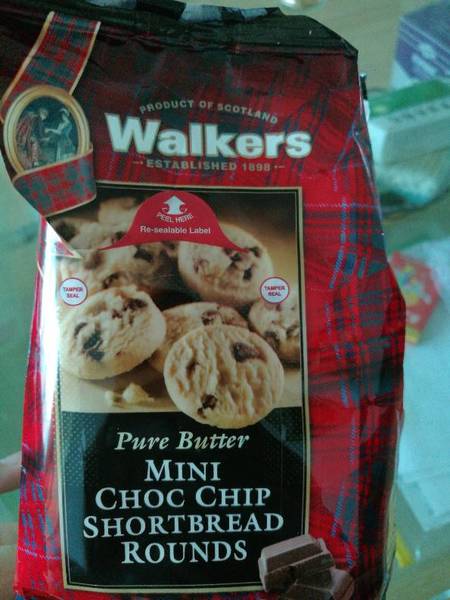 PRODUCT OF SCOTLAND
Walkers
ESTABLISHED 1898
PEEL HERE
Re-sealable Label
TAMPER
SEAL
TAMPER
SEAL
Pure Butter
MINI
CHOC CHIP
SHORTBREAD
ROUNDS